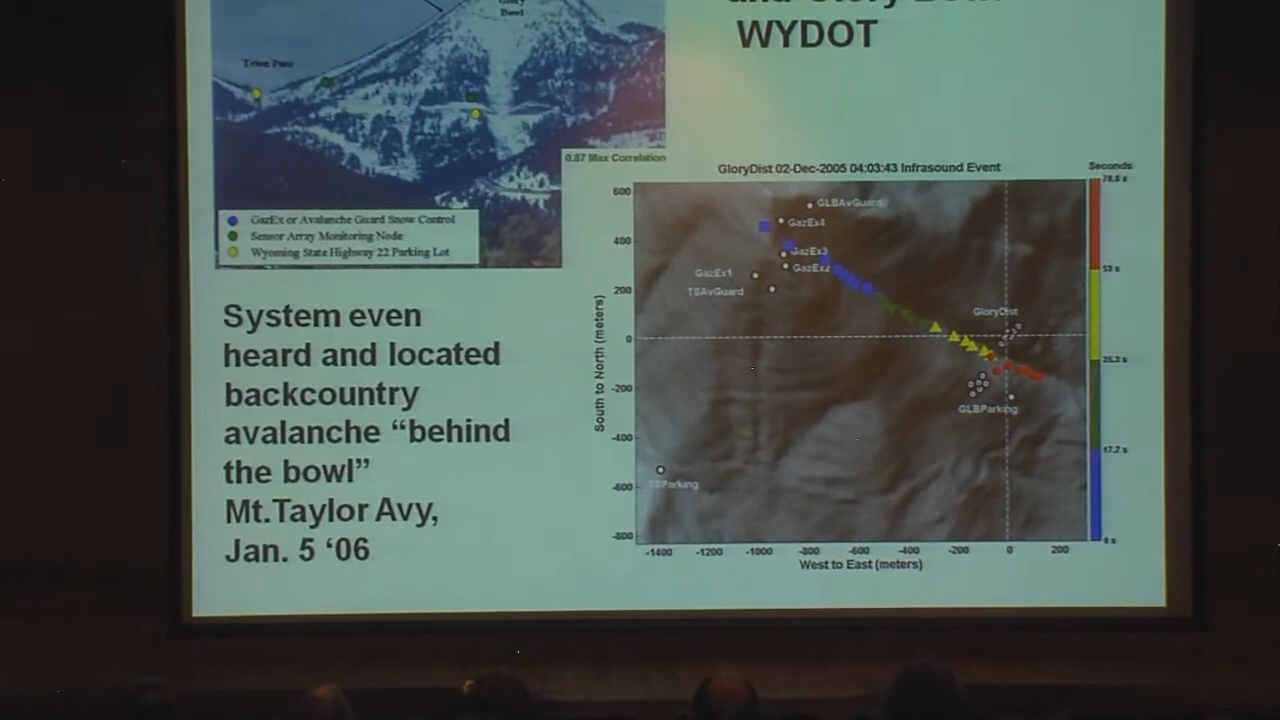 Glory
Bowl
WYDOT
Teton Pass
GazEx or Avalanche Guard Snow Control
Sensor Array Monitoring Node
Wyoming State Highway 22 Parking Lot
0.87 Max Correlation
GloryDist 02-Dec-2005 04:03:43 Infrasound Event
Seconds
78.8 s
53 s
35.3 s
17.7 s
0 s
600
400
200
0
-200
-400
-600
-800
South to North (meters)
GLBAvGuard
GazEx4
GazEx3
GazEx2
GazEx1
TSAvGuard
GloryDist
GLBParking
TSParking
-1400 -1200 -1000 -800 -600 -400 -200 0 200
West to East (meters)
System even
heard and located
backcountry
avalanche “behind
the bowl”
Mt.Taylor Avy,
Jan. 5 ‘06